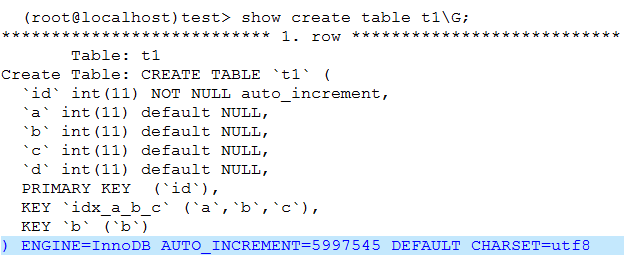 (root@localhost)test> show create table t1\G;
*************************** 1. row ***************************
Table: t1
Create Table: CREATE TABLE `t1` (
`id` int(11) NOT NULL auto_increment,
`a` int(11) default NULL,
`b` int(11) default NULL,
`c` int(11) default NULL,
`d` int(11) default NULL,
PRIMARY KEY  (`id`),
KEY `idx_a_b_c` (`a`,`b`,`c`),
KEY `b` (`b`)
) ENGINE=InnoDB AUTO_INCREMENT=5997545 DEFAULT CHARSET=utf8